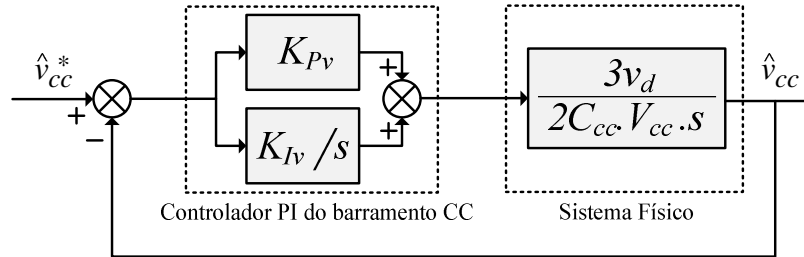 v̂cc*
+
−
KPv
KIv /s
+
+
3vd
2Ccc.Vcc.s
v̂cc
Controlador PI do barramento CC
Sistema Físico